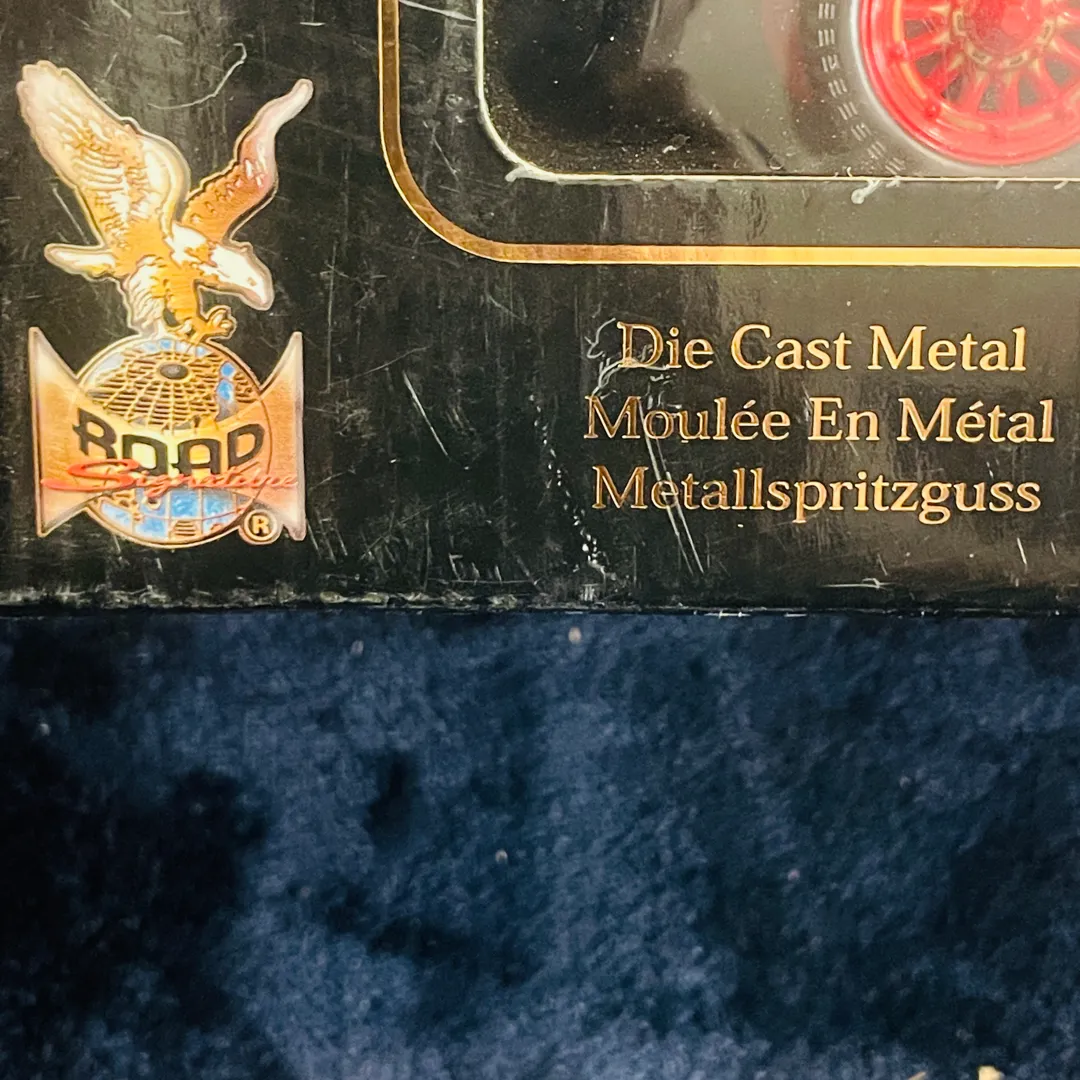 ROAD
Signature
®
Die Cast Metal
Moulée En Métal
Metallspritzguss